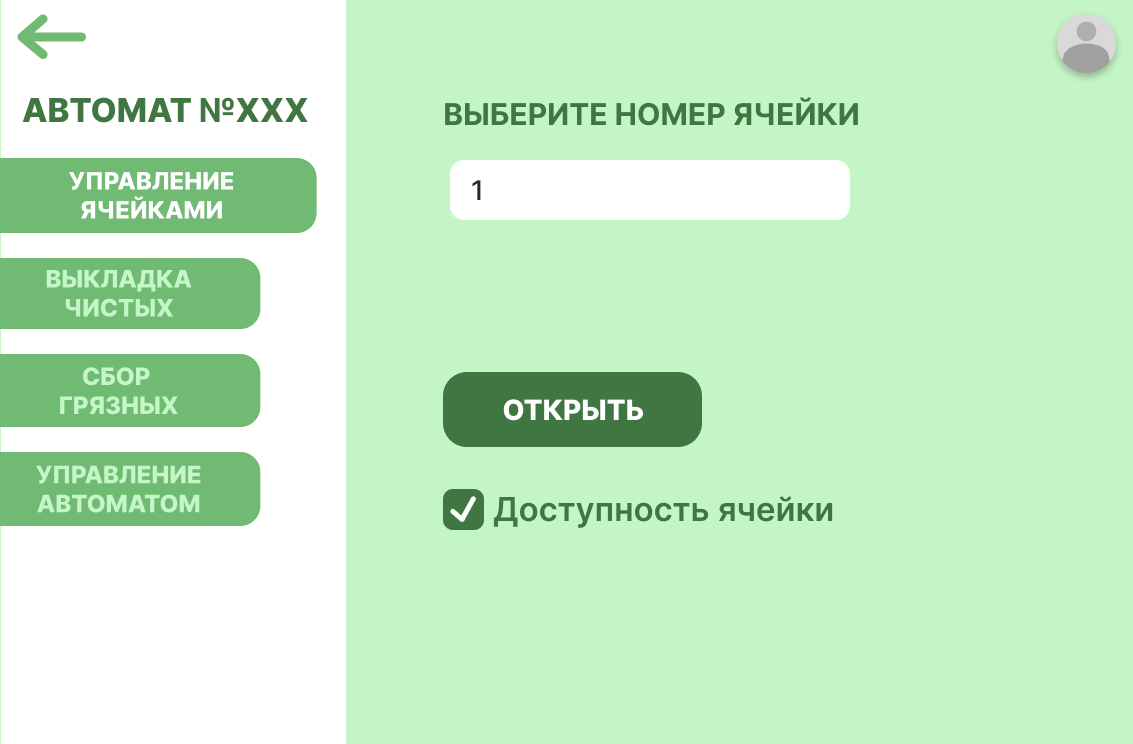 АВТОМАТ №XXX
УПРАВЛЕНИЕ
ЯЧЕЙКАМИ
ВЫКЛАДКА
ЧИСТЫХ
СБОР
ГРЯЗНЫХ
УПРАВЛЕНИЕ
АВТОМАТОМ
ВЫБЕРИТЕ НОМЕР ЯЧЕЙКИ
1
ОТКРЫТЬ
Доступность ячейки